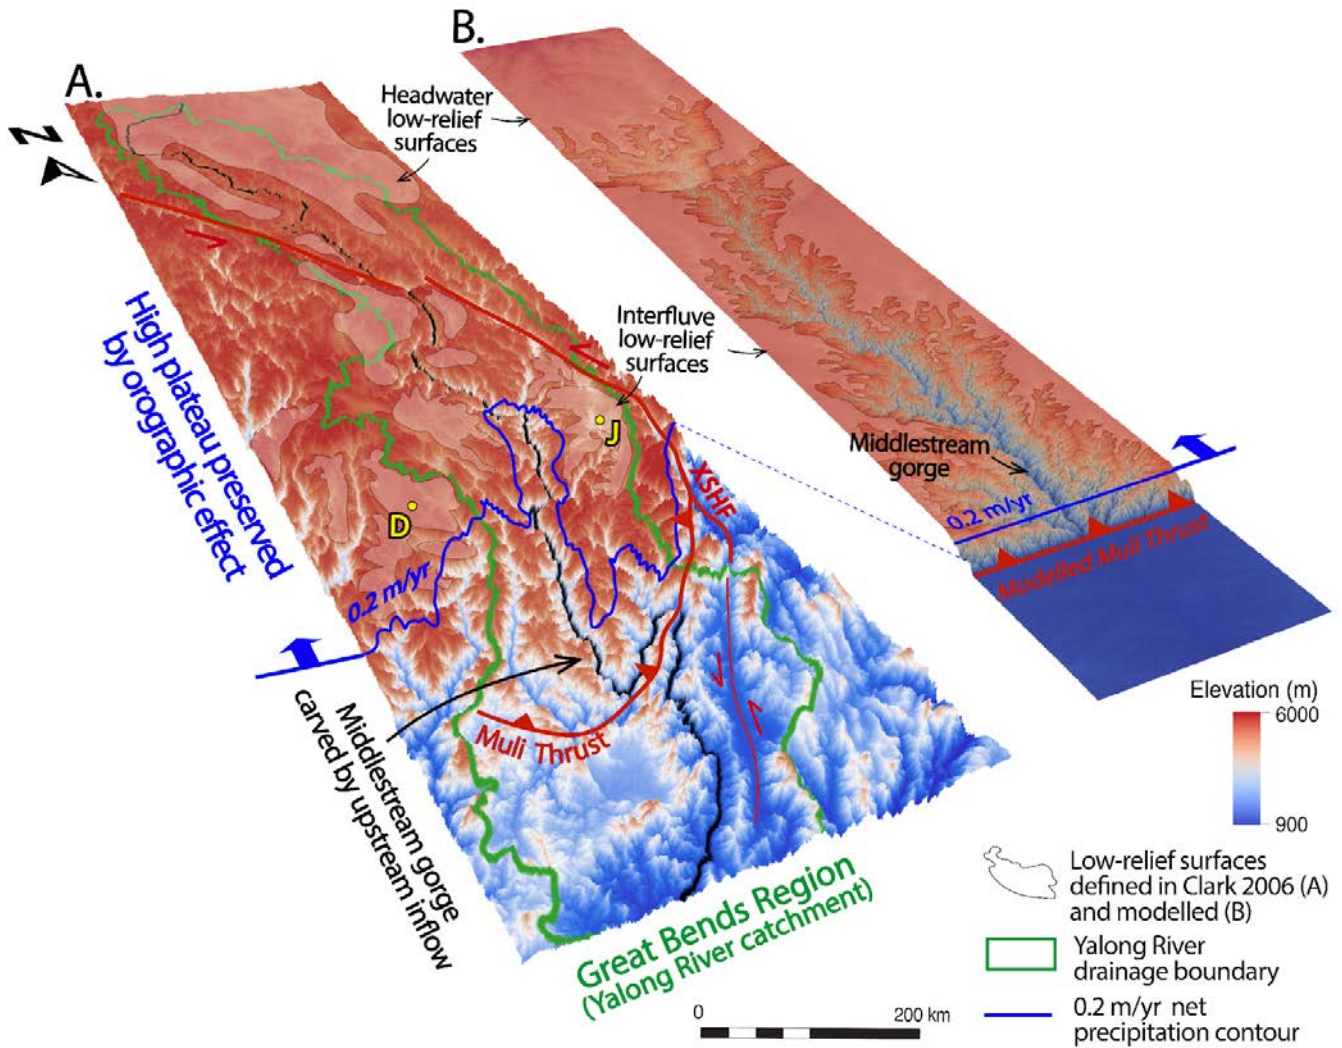 B.
A.
Headwater
low-relief
surfaces
N
Interfluve
low-relief
surfaces
High plateau preserved
by orographic effect
J
Middlestream
gorge
XSHF
D
0.2 m/yr
0.2 m/yr
Modelled Muli Thrust
Muli Thrust
Middlestream gorge
carved by upstream inflow
Elevation (m)
6000
900
Great Bends Region
(Yalong River catchment)
Low-relief surfaces
defined in Clark 2006 (A)
and modelled (B)
Yalong River
drainage boundary
0.2 m/yr net
precipitation contour
0
200 km